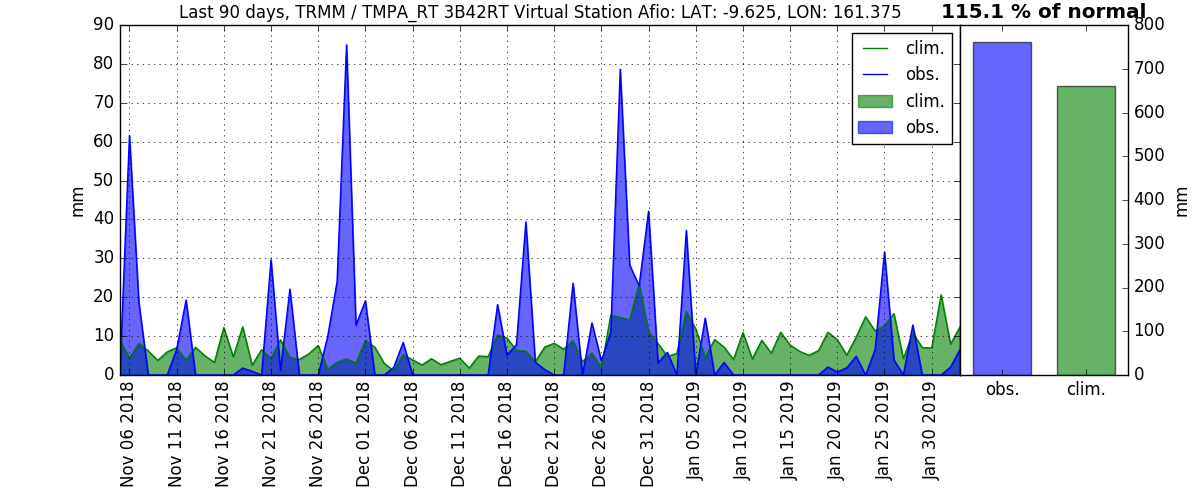 Last 90 days, TRMM / TMPA_RT 3B42RT Virtual Station Afio: LAT: -9.625, LON: 161.375
115.1 % of normal
90
80
70
60
50
40
30
20
10
0
mm
clim.
obs.
clim.
obs.
Nov 06 2018
Nov 11 2018
Nov 16 2018
Nov 21 2018
Nov 26 2018
Dec 01 2018
Dec 06 2018
Dec 11 2018
Dec 16 2018
Dec 21 2018
Dec 26 2018
Dec 31 2018
Jan 05 2019
Jan 10 2019
Jan 15 2019
Jan 20 2019
Jan 25 2019
Jan 30 2019
800
700
600
500
400
300
200
100
0
mm
obs.
clim.